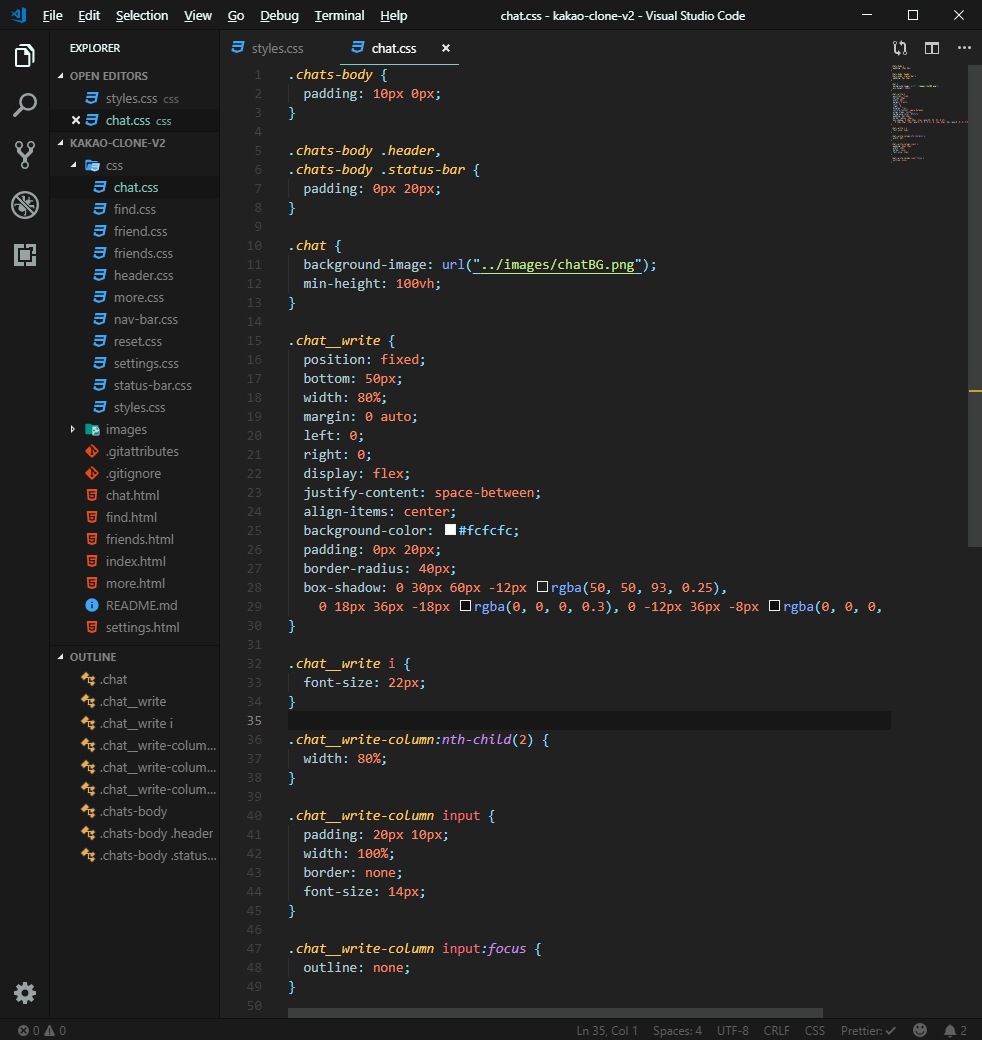 File Edit Selection View Go Debug Terminal Help
chat.css - kakao-clone-v2 - Visual Studio Code
EXPLORER
OPEN EDITORS
styles.css css
chat.css css
KAKAO-CLONE-V2
css
chat.css
find.css
friend.css
friends.css
header.css
more.css
nav-bar.css
reset.css
settings.css
status-bar.css
styles.css
images
.gitattributes
.gitignore
chat.html
find.html
friends.html
index.html
more.html
README.md
settings.html
OUTLINE
.chat
.chat__write
.chat__write i
.chat__write-colum...
.chat__write-colum...
.chat__write-colum...
.chats-body
.chats-body .header
.chats-body .status...
styles.css
chat.css
1 .chats-body {
2 padding: 10px 0px;
3 }
4
5 .chats-body .header,
6 .chats-body .status-bar {
7 padding: 0px 20px;
8 }
9
10 .chat {
11 background-image: url("../images/chatBG.png");
12 min-height: 100vh;
13 }
14
15 .chat__write {
16 position: fixed;
17 bottom: 50px;
18 width: 80%;
19 margin: 0 auto;
20 left: 0;
21 right: 0;
22 display: flex;
23 justify-content: space-between;
24 align-items: center;
25 background-color: #fcfcfc;
26 padding: 0px 20px;
27 border-radius: 40px;
28 box-shadow: 0 30px 60px -12px rgba(50, 50, 93, 0.25),
29 0 18px 36px -18px rgba(0, 0, 0, 0.3), 0 -12px 36px -8px rgba(0, 0, 0,
30 }
31
32 .chat__write i {
33 font-size: 22px;
34 }
35
36 .chat__write-column:nth-child(2) {
37 width: 80%;
38 }
39
40 .chat__write-column input {
41 padding: 20px 10px;
42 width: 100%;
43 border: none;
44 font-size: 14px;
45 }
46
47 .chat__write-column input:focus {
48 outline: none;
49 }
50
0 0 Ln 35, Col 1 Spaces: 4 UTF-8 CRLF CSS Prettier: ✓ 2